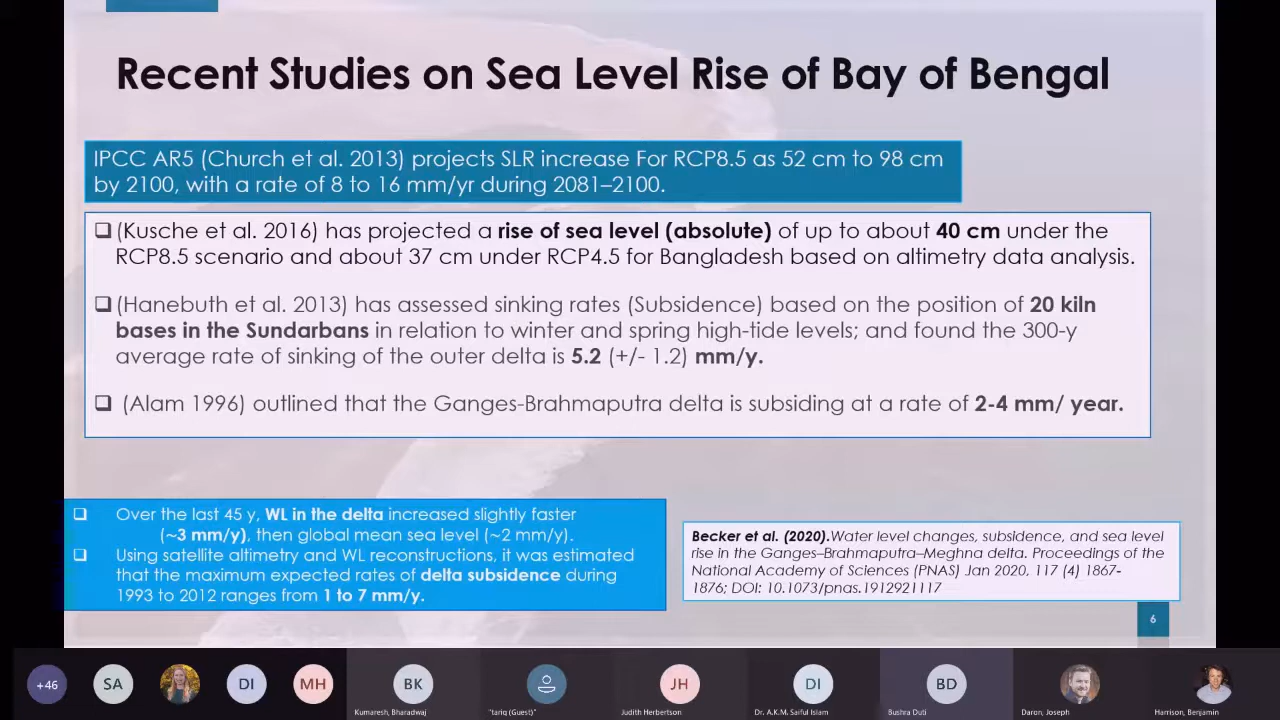 Recent Studies on Sea Level Rise of Bay of Bengal
IPCC AR5 (Church et al. 2013) projects SLR increase For RCP8.5 as 52 cm to 98 cm
by 2100, with a rate of 8 to 16 mm/yr during 2081–2100.
(Kusche et al. 2016) has projected a rise of sea level (absolute) of up to about 40 cm under the
RCP8.5 scenario and about 37 cm under RCP4.5 for Bangladesh based on altimetry data analysis.
(Hanebuth et al. 2013) has assessed sinking rates (Subsidence) based on the position of 20 kiln
bases in the Sundarbans in relation to winter and spring high-tide levels; and found the 300-y
average rate of sinking of the outer delta is 5.2 (+/- 1.2) mm/y.
(Alam 1996) outlined that the Ganges-Brahmaputra delta is subsiding at a rate of 2-4 mm/ year.
Over the last 45 y, WL in the delta increased slightly faster
(~3 mm/y), then global mean sea level (~2 mm/y).
Using satellite altimetry and WL reconstructions, it was estimated
that the maximum expected rates of delta subsidence during
1993 to 2012 ranges from 1 to 7 mm/y.
Becker et al. (2020).Water level changes, subsidence, and sea level
rise in the Ganges–Brahmaputra–Meghna delta. Proceedings of the
National Academy of Sciences (PNAS) Jan 2020, 117 (4) 1867-
1876; DOI: 10.1073/pnas.1912921117
6
+46
SA
DI
MH
BK
JH
DI
BD
Kumaresh, Bharadwaj
"tariq (Guest)"
Judith Herbertson
Dr. A.K.M. Saiful Islam
Bushra Duti
Daron, Joseph
Harrison, Benjamin